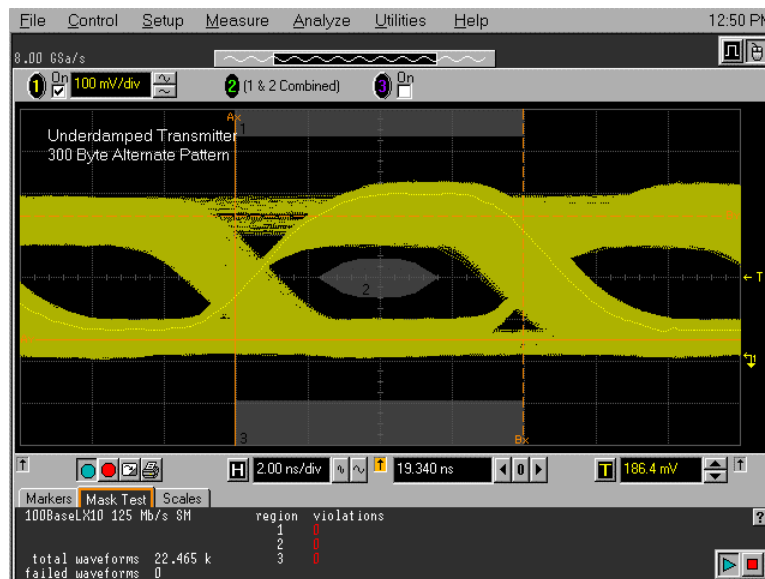 File Control Setup Measure Analyze Utilities Help 12:50 PM
8.00 GSa/s
1 On 100 mV/div 2 (1 & 2 Combined) 3 On
Ax
1
Underdamped Transmitter
300 Byte Alternate Pattern
2
T
1
3
Bx
H 2.00 ns/div 19.340 ns 0 T 186.4 mV
Markers Mask Test Scales
100BaseLX10 125 Mb/s SM region violations ?
1 0
2 0
total waveforms 22.465 k 3 0
failed waveforms 0